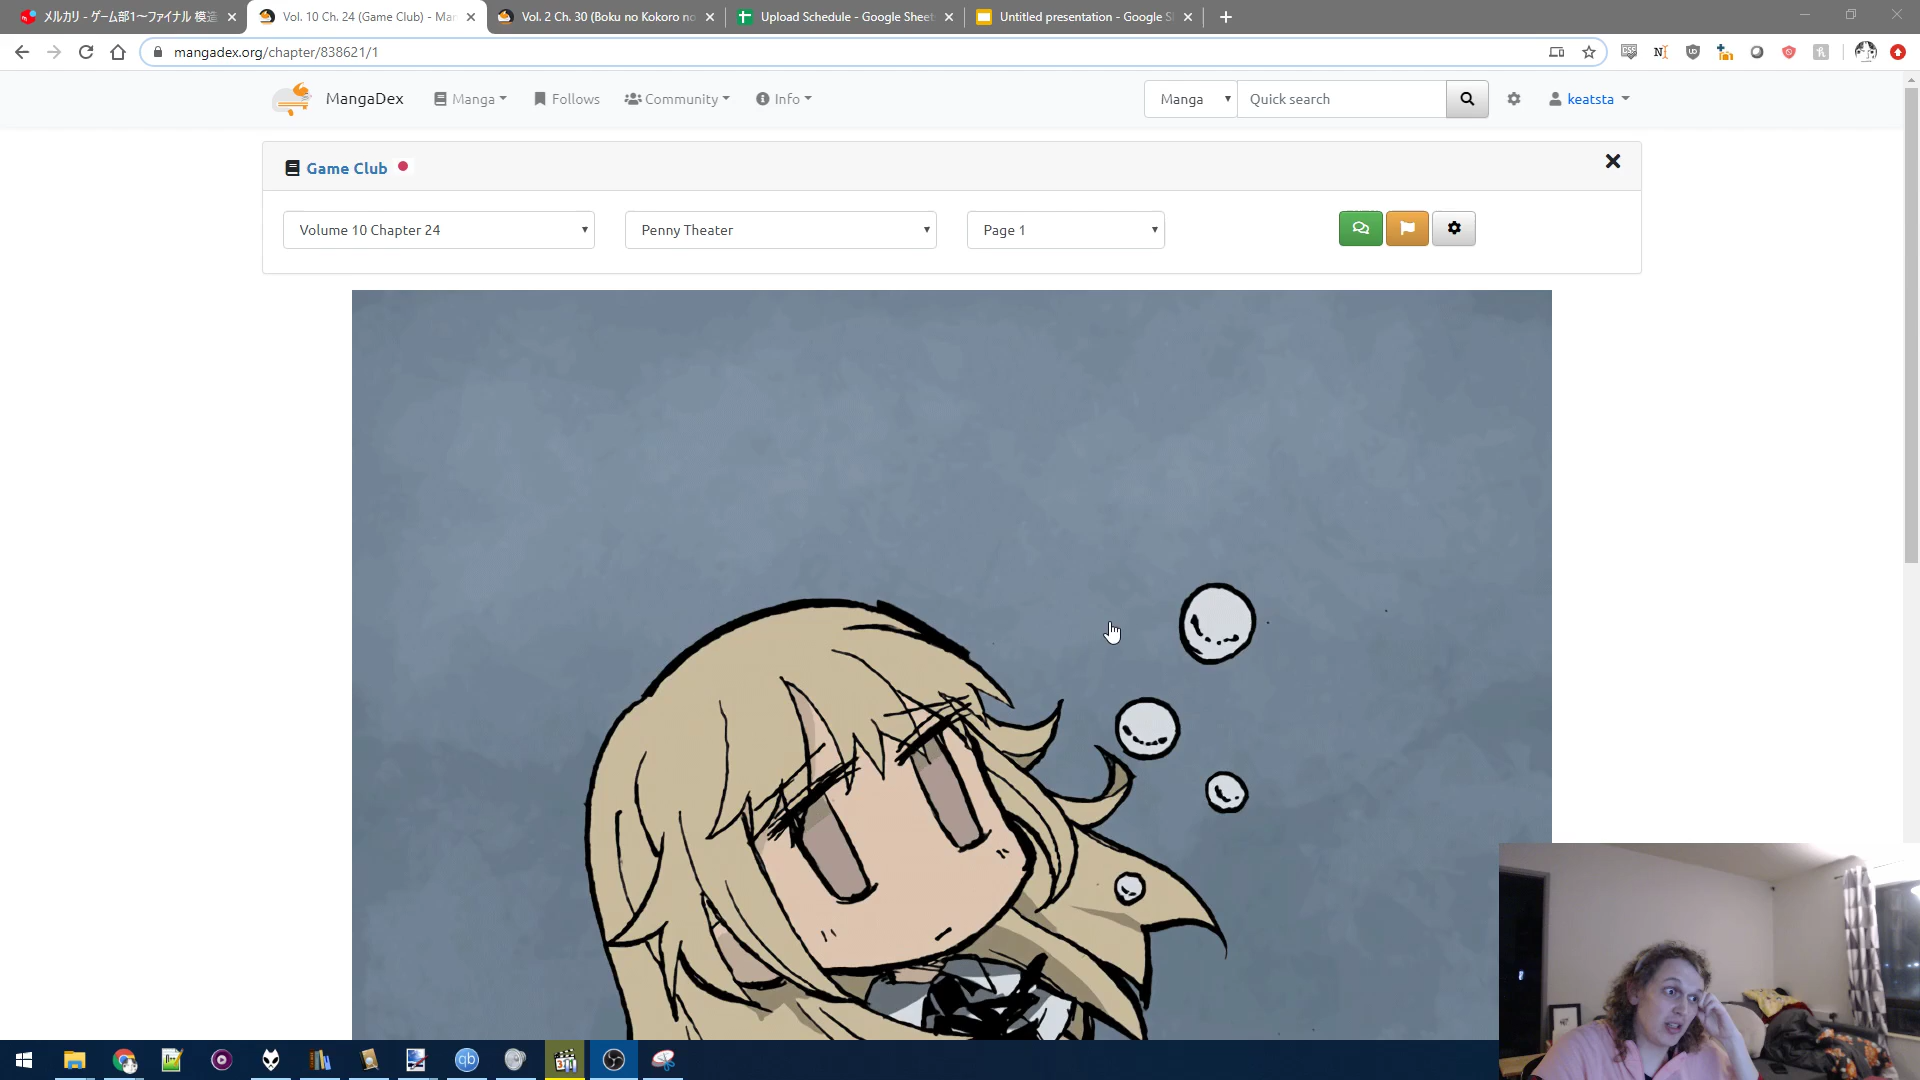 メルカリ - ゲーム部1〜ファイナル 模造
Vol. 10 Ch. 24 (Game Club) - Man
Vol. 2 Ch. 30 (Boku no Kokoro no
Upload Schedule - Google Sheet
Untitled presentation - Google Sl
mangadex.org/chapter/838621/1
MangaDex
Manga
Follows
Community
Info
Manga
Quick search
keatsta
Game Club
Volume 10 Chapter 24
Penny Theater
Page 1
qb